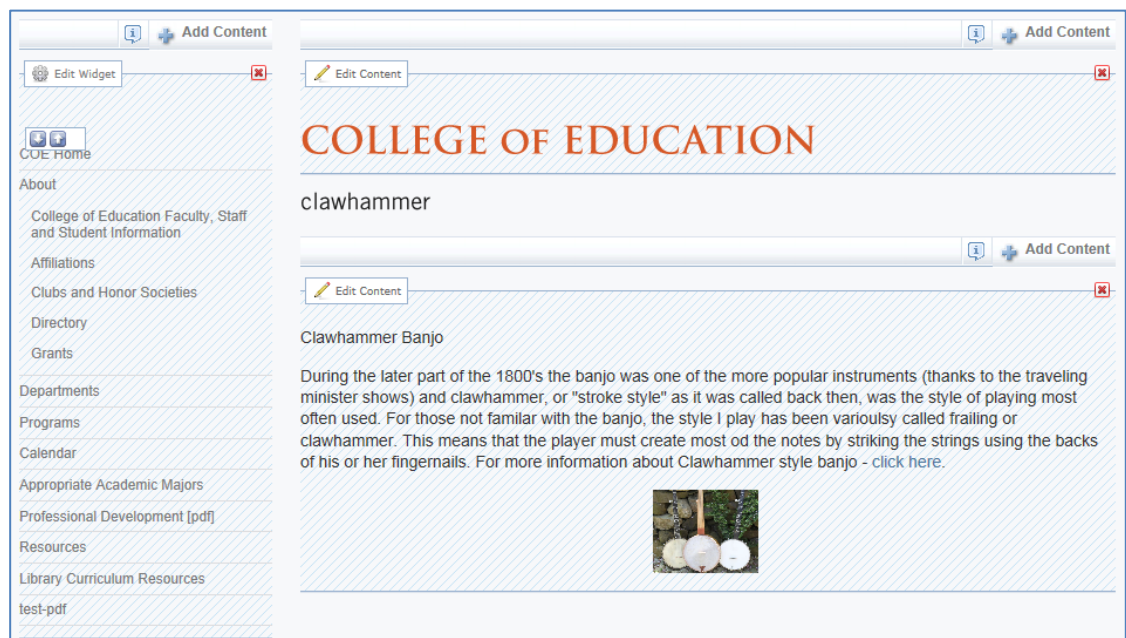 Add Content
Edit Widget
COE Home
About
College of Education Faculty, Staff
and Student Information
Affiliations
Clubs and Honor Societies
Directory
Grants
Departments
Programs
Calendar
Appropriate Academic Majors
Professional Development [pdf]
Resources
Library Curriculum Resources
test-pdf
Add Content
Edit Content
COLLEGE OF EDUCATION
clawhammer
Add Content
Edit Content
Clawhammer Banjo
During the later part of the 1800's the banjo was one of the more popular instruments (thanks to the traveling
minister shows) and clawhammer, or "stroke style" as it was called back then, was the style of playing most
often used. For those not familar with the banjo, the style I play has been varioulsy called frailing or
clawhammer. This means that the player must create most od the notes by striking the strings using the backs
of his or her fingernails. For more information about Clawhammer style banjo - click here.